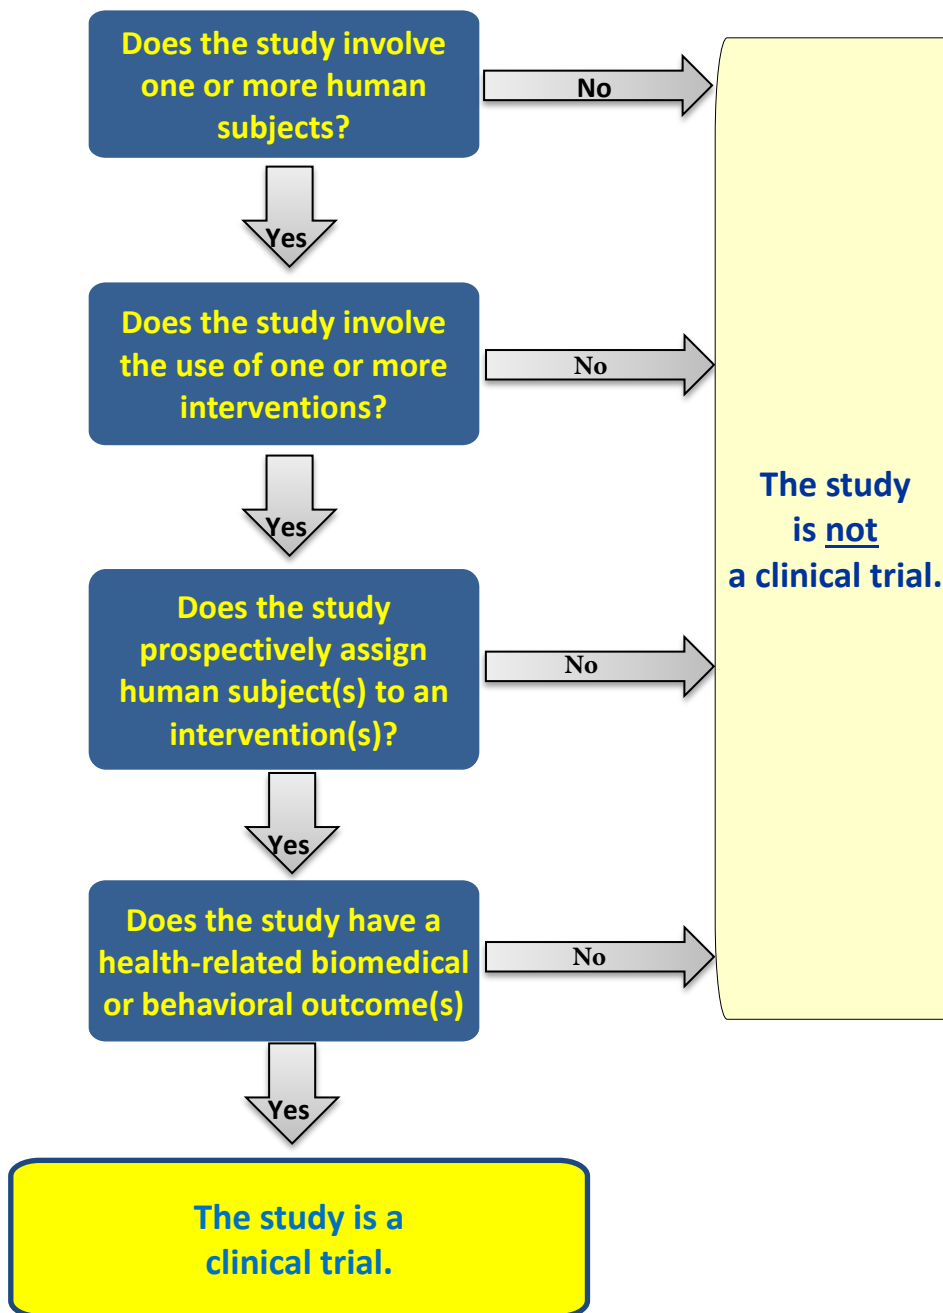 Does the study involve
one or more human
subjects?
No
Yes
Does the study involve
the use of one or more
interventions?
No
Yes
Does the study
prospectively assign
human subject(s) to an
intervention(s)?
No
Yes
Does the study have a
health-related biomedical
or behavioral outcome(s)
No
Yes
The study is a
clinical trial.
The study
is not
a clinical trial.